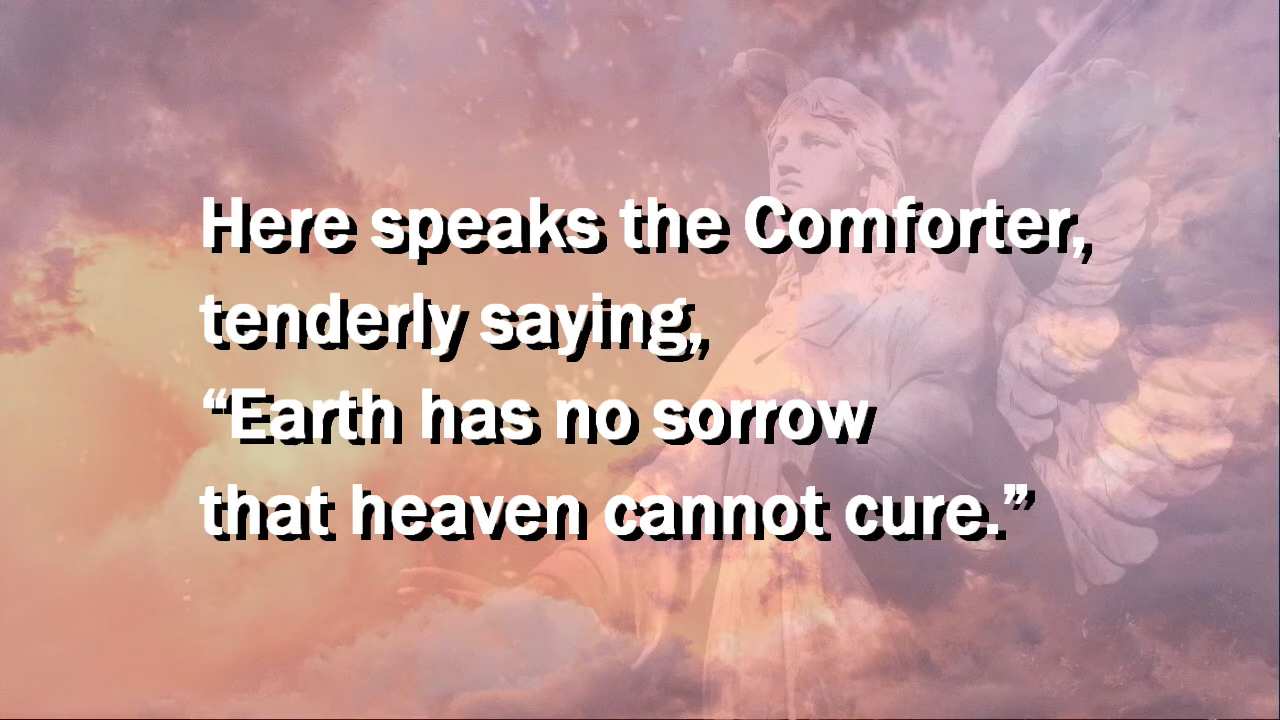 Here speaks the Comforter,
tenderly saying,
“Earth has no sorrow
that heaven cannot cure.”